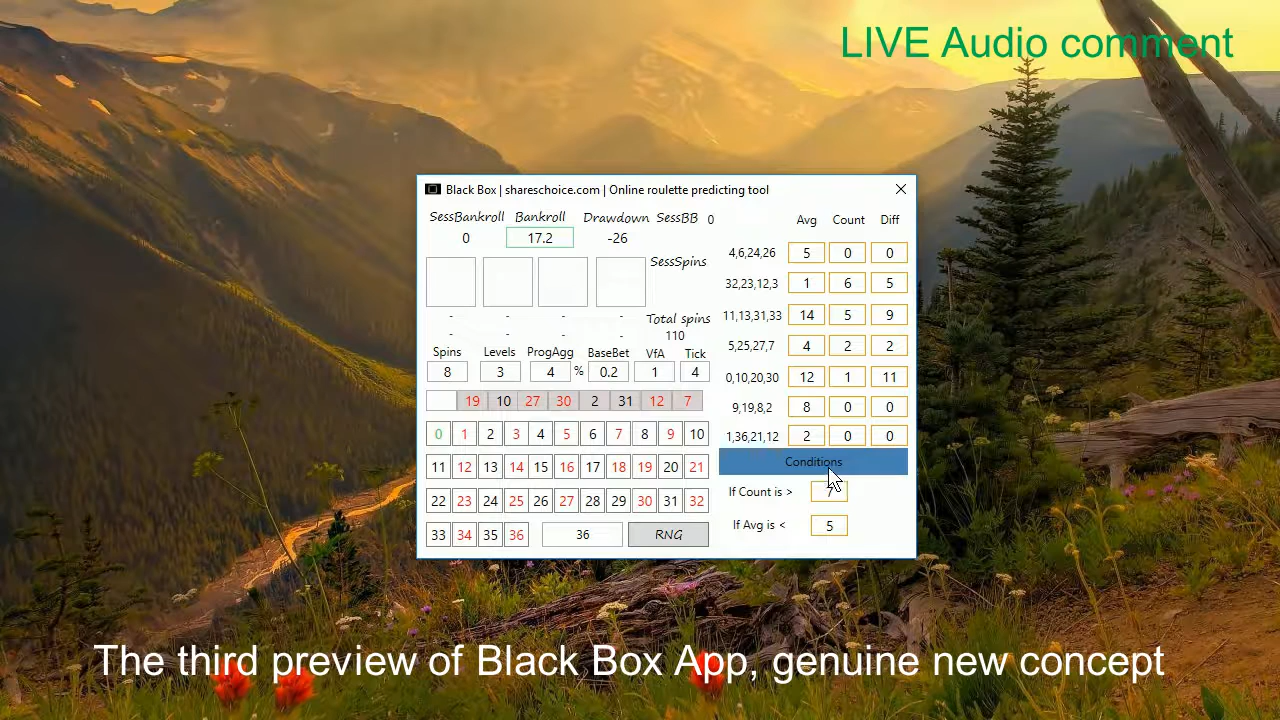 LIVE Audio comment
Black Box | shareschoice.com | Online roulette predicting tool
SessBankroll Bankroll Drawdown SessBB 0
0 17.2 -26
SessSpins
- - - -
- - - -
Total spins
110
Spins Levels ProgAgg BaseBet VfA Tick
8 3 4 % 0.2 1 4
19 10 27 30 2 31 12 7
0 1 2 3 4 5 6 7 8 9 10
11 12 13 14 15 16 17 18 19 20 21
22 23 24 25 26 27 28 29 30 31 32
33 34 35 36 36 RNG
Avg Count Diff
4,6,24,26 5 0 0
32,23,12,3 1 6 5
11,13,31,33 14 5 9
5,25,27,7 4 2 2
0,10,20,30 12 1 11
9,19,8,2 8 0 0
1,36,21,12 2 0 0
Conditions
If Count is > 7
If Avg is < 5
The third preview of Black Box App, genuine new concept